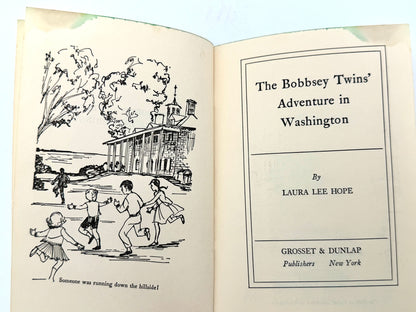 Someone was running down the hillside!
The Bobbsey Twins'
Adventure in
Washington
By
LAURA LEE HOPE
GROSSET & DUNLAP
Publishers New York